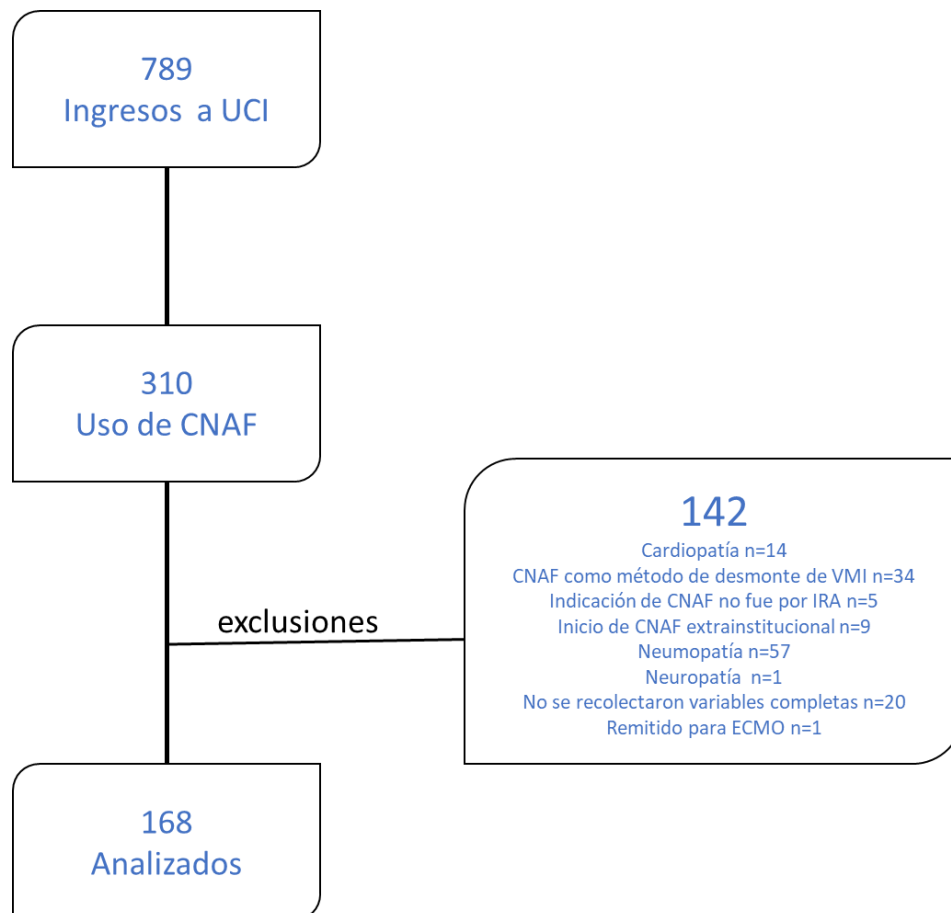 789
Ingresos a UCI
310
Uso de CNAF
142
Cardiopatía n=14
CNAF como método de desmonte de VMI n=34
Indicación de CNAF no fue por IRA n=5
Inicio de CNAF extrainstitucional n=9
Neumopatía n=57
Neuropatía n=1
No se recolectaron variables completas n=20
Remitido para ECMO n=1
exclusiones
168
Analizados